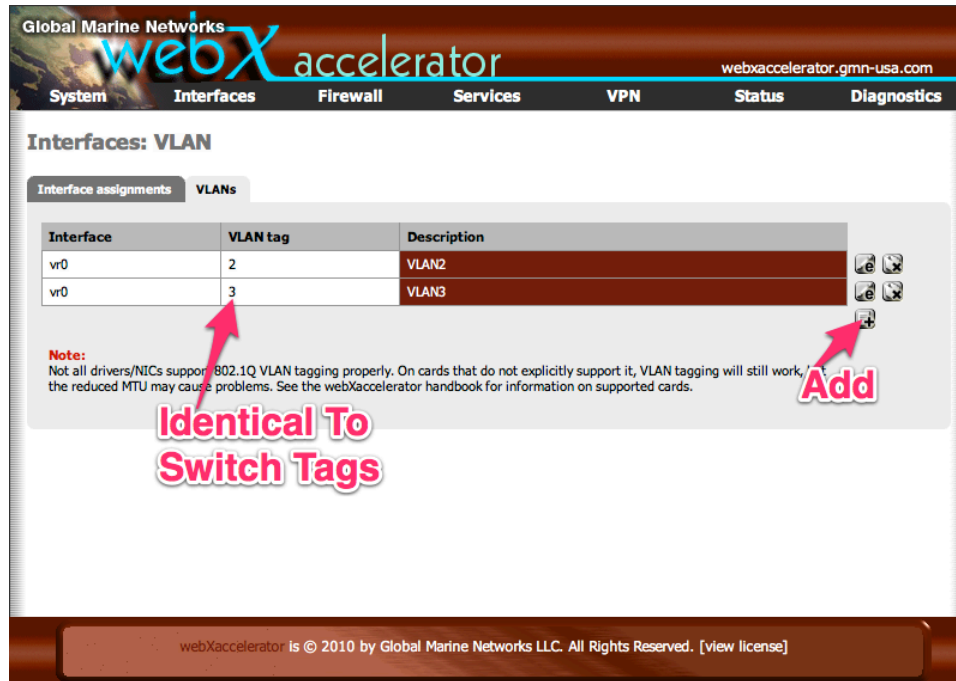 Global Marine Networks
webX accelerator
webxaccelerator.gmn-usa.com
System Interfaces Firewall Services VPN Status Diagnostics
Interfaces: VLAN
Interface assignments VLANs
Interface VLAN tag Description
vr0 2 VLAN2
vr0 3 VLAN3
Note:
Not all drivers/NICs support 802.1Q VLAN tagging properly. On cards that do not explicitly support it, VLAN tagging will still work,
the reduced MTU may cause problems. See the webXaccelerator handbook for information on supported cards.
Add
Identical To
Switch Tags
webXaccelerator is © 2010 by Global Marine Networks LLC. All Rights Reserved. [view license]